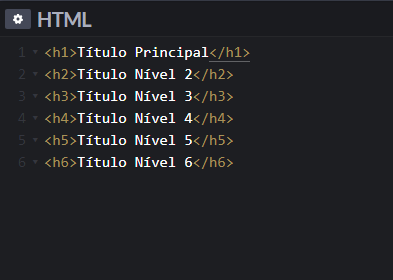 HTML
1 <h1>Título Principal</h1>
2 <h2>Título Nível 2</h2>
3 <h3>Título Nível 3</h3>
4 <h4>Título Nível 4</h4>
5 <h5>Título Nível 5</h5>
6 <h6>Título Nível 6</h6>